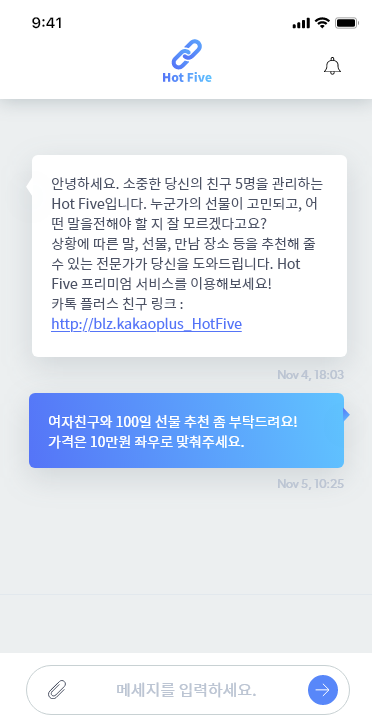 9:41
Hot Five
안녕하세요. 소중한 당신의 친구 5명을 관리하는
Hot Five입니다. 누군가의 선물이 고민되고, 어
떤 말을전해야 할 지 잘 모르겠다고요?
상황에 따른 말, 선물, 만남 장소 등을 추천해 줄
수 있는 전문가가 당신을 도와드립니다. Hot
Five 프리미엄 서비스를 이용해보세요!
카톡 플러스 친구 링크 :
http://blz.kakaoplus_HotFive
Nov 4, 18:03
여자친구와 100일 선물 추천 좀 부탁드려요!
가격은 10만원 좌우로 맞춰주세요.
Nov 5, 10:25
메세지를 입력하세요.